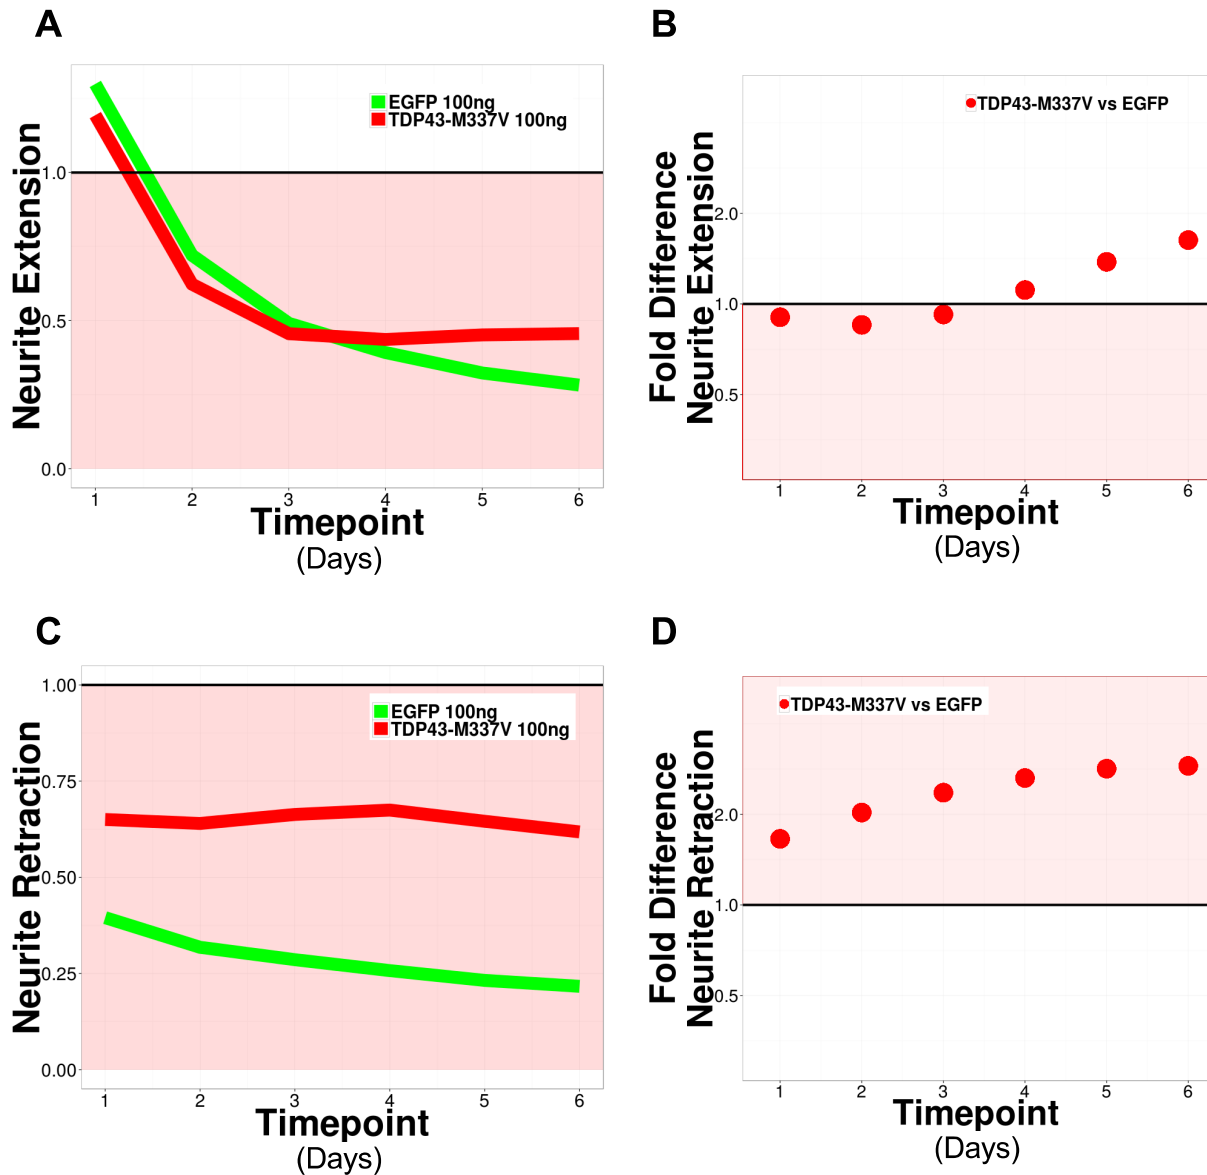 A
Neurite Extension
EGFP 100ng
TDP43-M337V 100ng
1.0
0.5
0.0
1 2 3 4 5 6
Timepoint
(Days)
B
Fold Difference
Neurite Extension
TDP43-M337V vs EGFP
2.0
1.0
0.5
1 2 3 4 5 6
Timepoint
(Days)
C
Neurite Retraction
EGFP 100ng
TDP43-M337V 100ng
1.00
0.75
0.50
0.25
0.00
1 2 3 4 5 6
Timepoint
(Days)
D
Fold Difference
Neurite Retraction
TDP43-M337V vs EGFP
2.0
1.0
0.5
1 2 3 4 5 6
Timepoint
(Days)